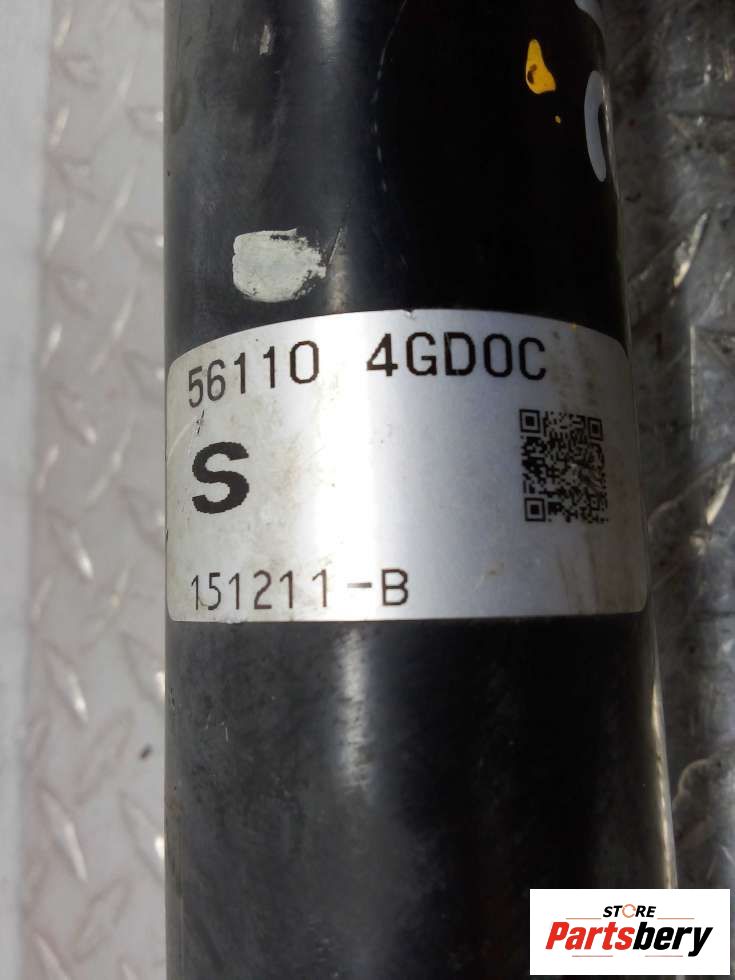 56110 4GD0C
S
151211-B
STORE
Partsbery